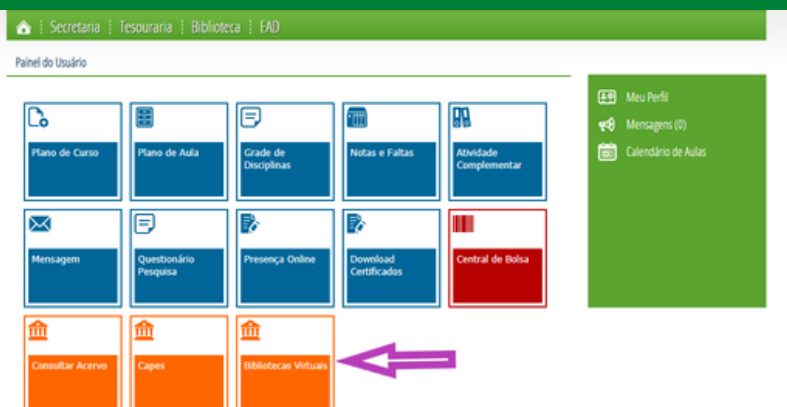 Secretaria Tesouraria Biblioteca EAD
Painel do Usuário
Meu Perfil
Mensagens (0)
Calendário de Aulas
Plano de Curso
Plano de Aula
Grade de
Disciplinas
Notas e Faltas
Atividade
Complementar
Mensagem
Questionário
Pesquisa
Presença Online
Download
Certificados
Central de Bolsa
Consultar Acervo
Capes
Bibliotecas Virtuais